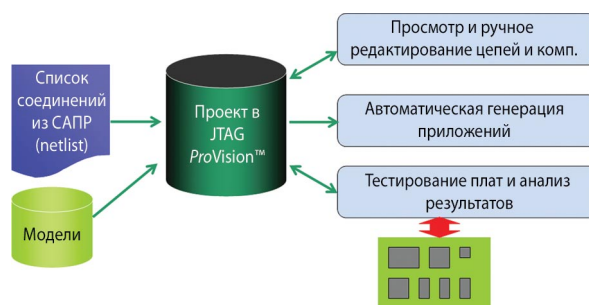 Список
соединений
из САПР
(netlist)
Модели
Проект в
JTAG
ProVision™
Просмотр и ручное
редактирование цепей и комп.
Автоматическая генерация
приложений
Тестирование плат и анализ
результатов